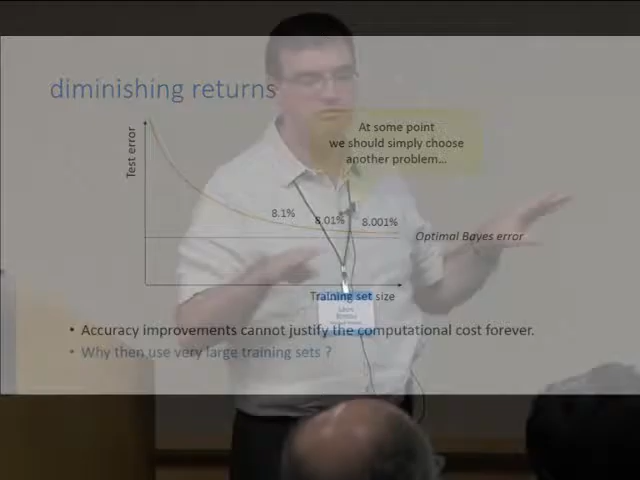 diminishing returns
At some point
we should simply choose
another problem...
Test error
8.1%
8.01%
8.001%
Optimal Bayes error
Training set size
• Accuracy improvements cannot justify the computational cost forever.
• Why then use very large training sets ?